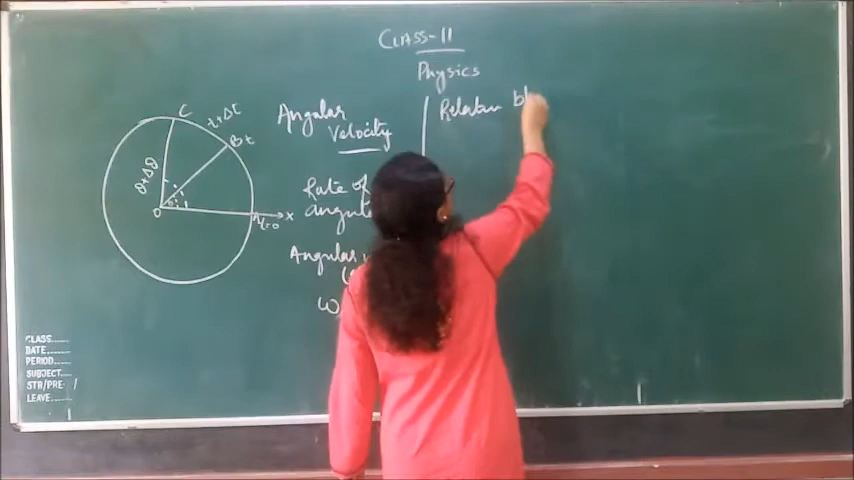 CLASS-11
Physics
C t+Δt
B t
θ+Δθ
O
A t=0 X
Angular
Velocity
Rate of
Angular
ω
Relation b
CLASS
DATE
PERIOD
SUBJECT
STR/PRE /
LEAVE